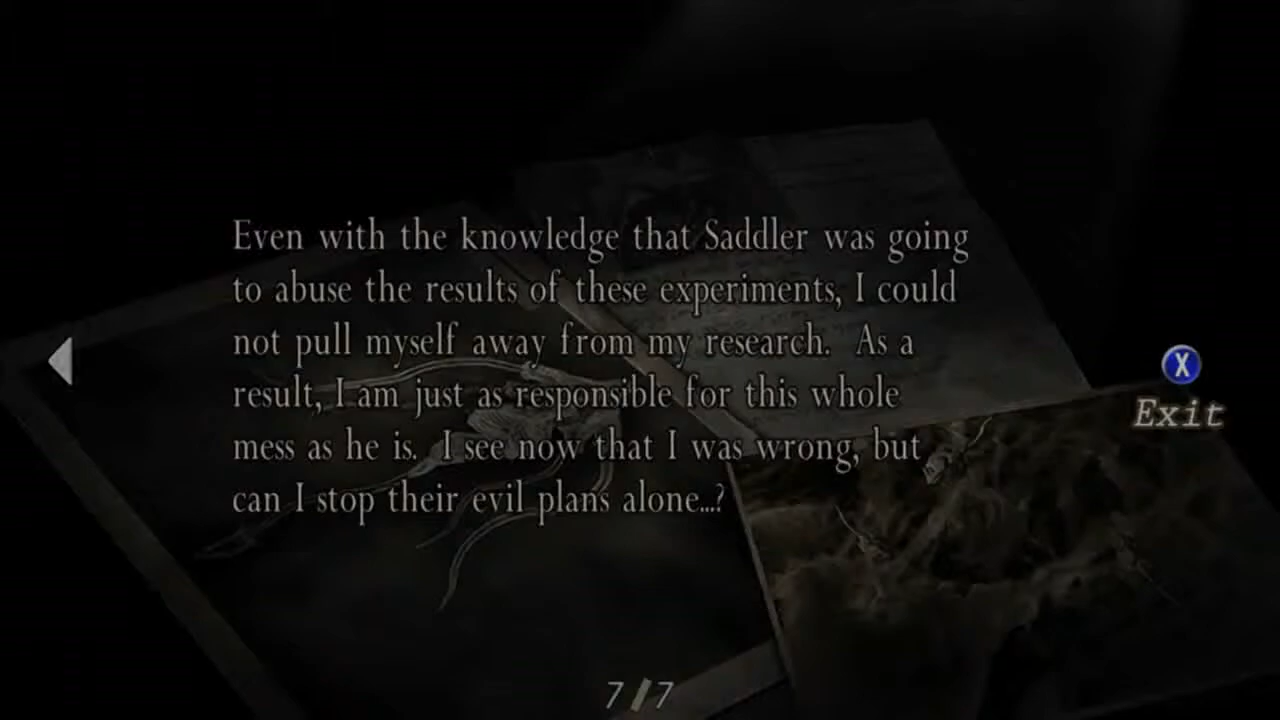 Even with the knowledge that Saddler was going
to abuse the results of these experiments, I could
not pull myself away from my research.  As a
result, I am just as responsible for this whole
mess as he is.  I see now that I was wrong, but
can I stop their evil plans alone...?
X
Exit
7/7